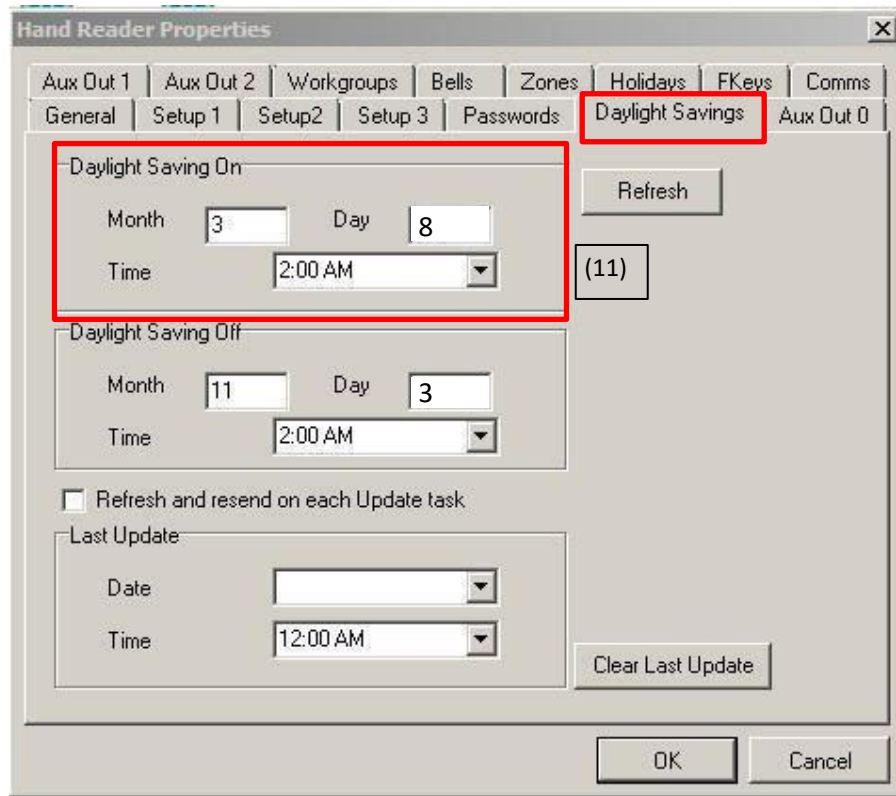 Hand Reader Properties
Aux Out 1 Aux Out 2 Workgroups Bells Zones Holidays FKeys Comms
General Setup 1 Setup2 Setup 3 Passwords Daylight Savings Aux Out 0
Daylight Saving On
Refresh
Month 3 Day 8
Time 2:00 AM
(11)
Daylight Saving Off
Month 11 Day 3
Time 2:00 AM
Refresh and resend on each Update task
Last Update
Date
Time 12:00 AM
Clear Last Update
OK Cancel